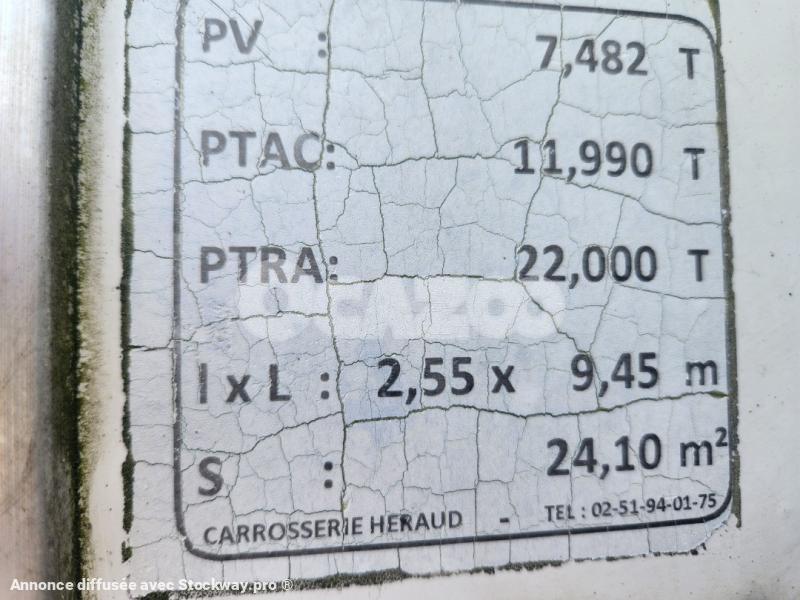 PV : 7,482 T
PTAC: 11,990 T
PTRA: 22,000 T
OCAZOO
l x L : 2,55 x 9,45 m
S : 24,10 m²
CARROSSERIE HERAUD - TEL : 02-51-94-01-75
Annonce diffusée avec Stockway.pro ®